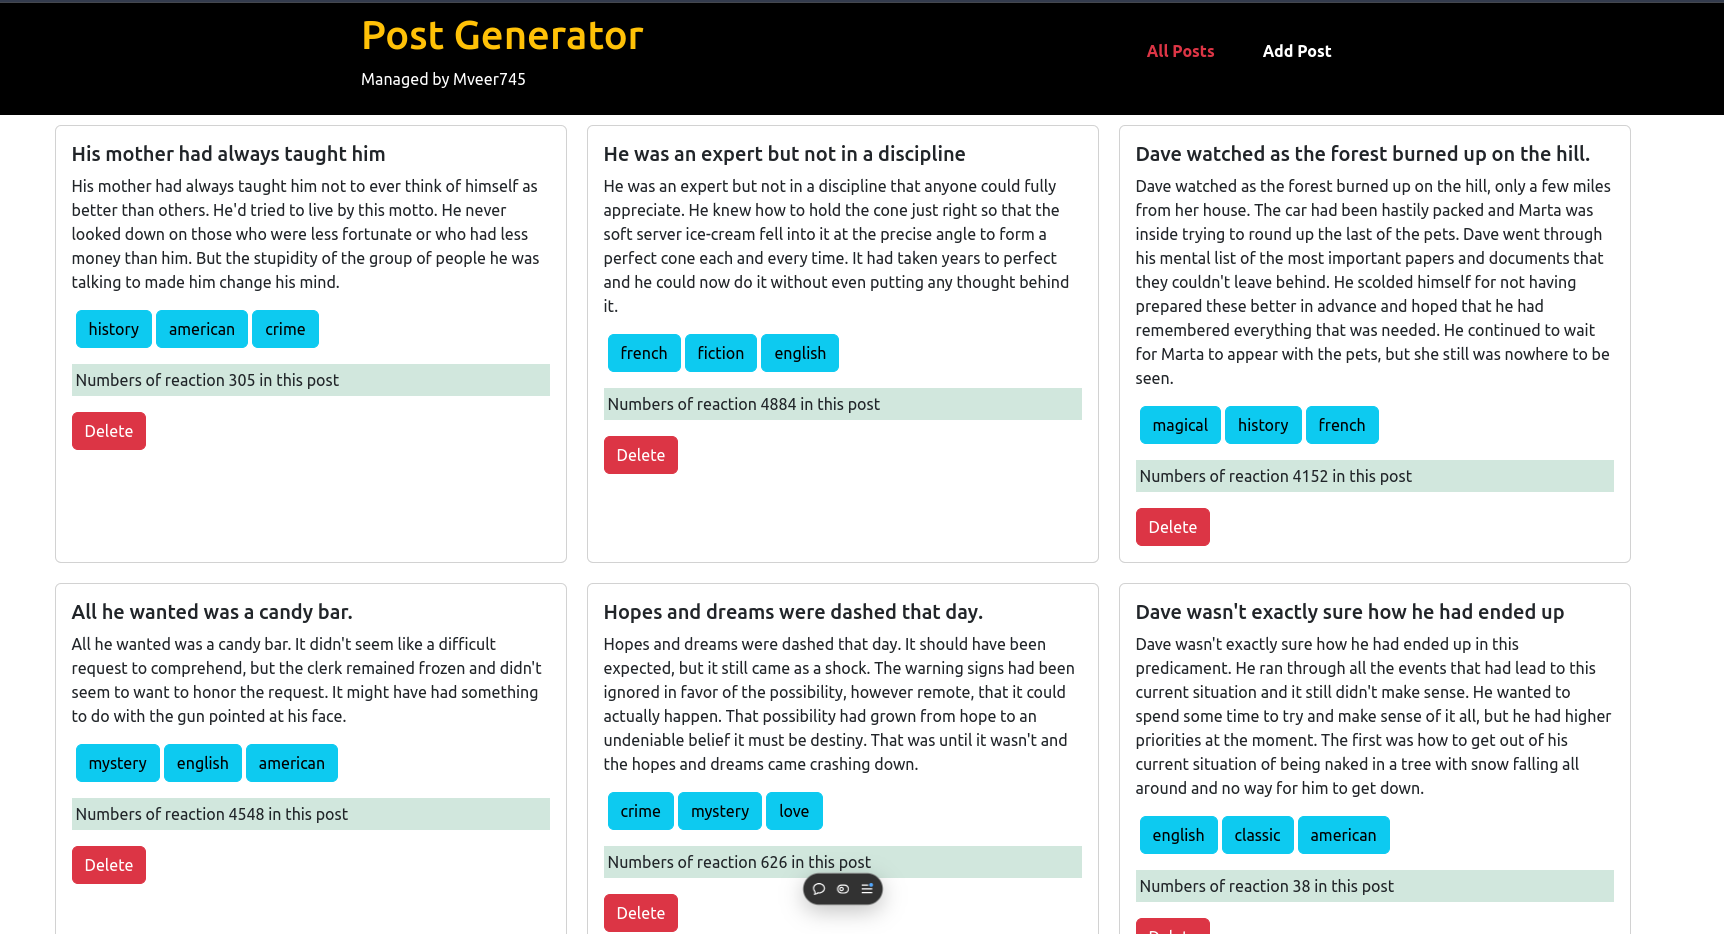 Post Generator
Managed by Mveer745
All Posts
Add Post
His mother had always taught him
His mother had always taught him not to ever think of himself as
better than others. He'd tried to live by this motto. He never
looked down on those who were less fortunate or who had less
money than him. But the stupidity of the group of people he was
talking to made him change his mind.
history
american
crime
Numbers of reaction 305 in this post
Delete
He was an expert but not in a discipline
He was an expert but not in a discipline that anyone could fully
appreciate. He knew how to hold the cone just right so that the
soft server ice-cream fell into it at the precise angle to form a
perfect cone each and every time. It had taken years to perfect
and he could now do it without even putting any thought behind
it.
french
fiction
english
Numbers of reaction 4884 in this post
Delete
Dave watched as the forest burned up on the hill.
Dave watched as the forest burned up on the hill, only a few miles
from her house. The car had been hastily packed and Marta was
inside trying to round up the last of the pets. Dave went through
his mental list of the most important papers and documents that
they couldn't leave behind. He scolded himself for not having
prepared these better in advance and hoped that he had
remembered everything that was needed. He continued to wait
for Marta to appear with the pets, but she still was nowhere to be
seen.
magical
history
french
Numbers of reaction 4152 in this post
Delete
All he wanted was a candy bar.
All he wanted was a candy bar. It didn't seem like a difficult
request to comprehend, but the clerk remained frozen and didn't
seem to want to honor the request. It might have had something
to do with the gun pointed at his face.
mystery
english
american
Numbers of reaction 4548 in this post
Delete
Hopes and dreams were dashed that day.
Hopes and dreams were dashed that day. It should have been
expected, but it still came as a shock. The warning signs had been
ignored in favor of the possibility, however remote, that it could
actually happen. That possibility had grown from hope to an
undeniable belief it must be destiny. That was until it wasn't and
the hopes and dreams came crashing down.
crime
mystery
love
Numbers of reaction 626 in this post
Delete
Dave wasn't exactly sure how he had ended up
Dave wasn't exactly sure how he had ended up in this
predicament. He ran through all the events that had lead to this
current situation and it still didn't make sense. He wanted to
spend some time to try and make sense of it all, but he had higher
priorities at the moment. The first was how to get out of his
current situation of being naked in a tree with snow falling all
around and no way for him to get down.
english
classic
american
Numbers of reaction 38 in this post
Delete